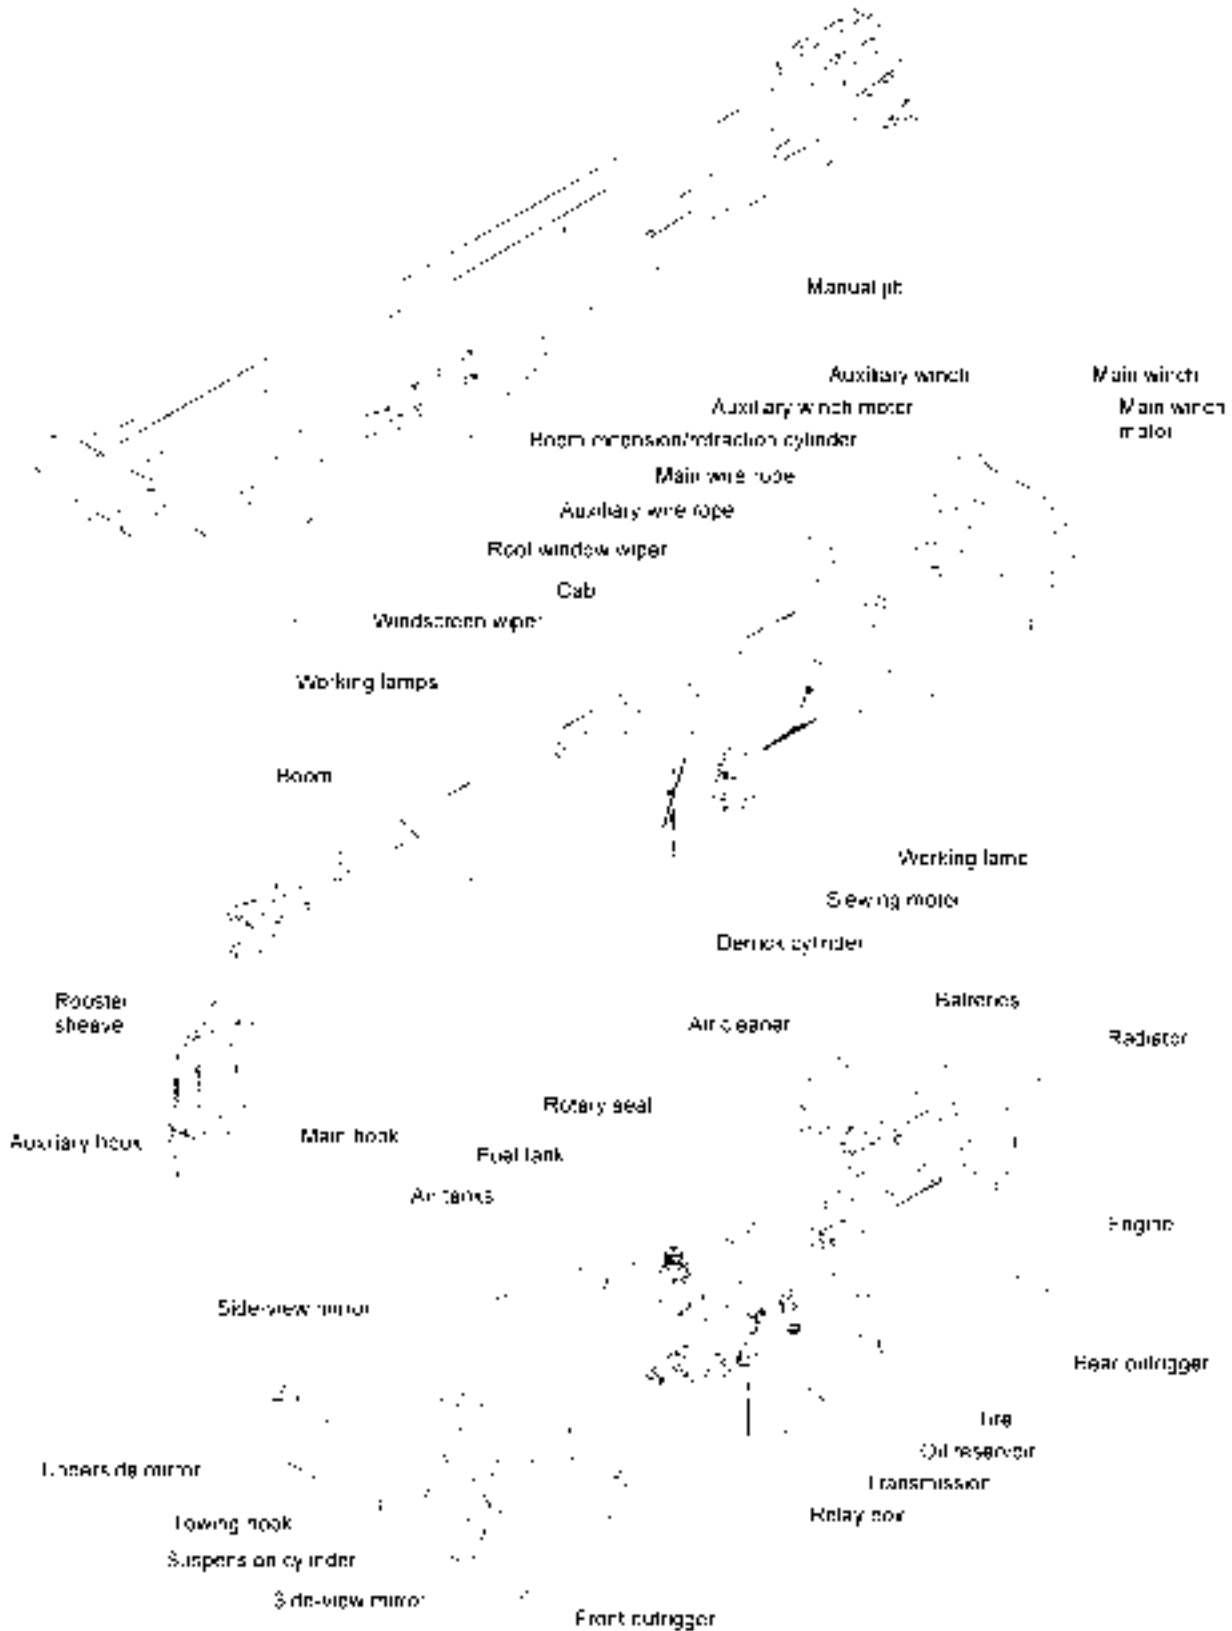 Manual jib
Auxiliary winch
Main winch
Auxiliary winch motor
Main winch
motor
Boom extension/retraction cylinder
Main wire rope
Auxiliary wire rope
Roof window wiper
Cab
Windscreen wiper
Working lamps
Boom
Working lamp
Slewing motor
Derrick cylinder
Rooster
sheave
Batteries
Air cleaner
Radiator
Rotary seal
Auxiliary hook
Main hook
Fuel tank
Air tanks
Engine
Side-view mirror
Rear outrigger
Tire
Oil reservoir
Underside mirror
Transmission
Relay box
Towing hook
Suspension cylinder
Side-view mirror
Front outrigger